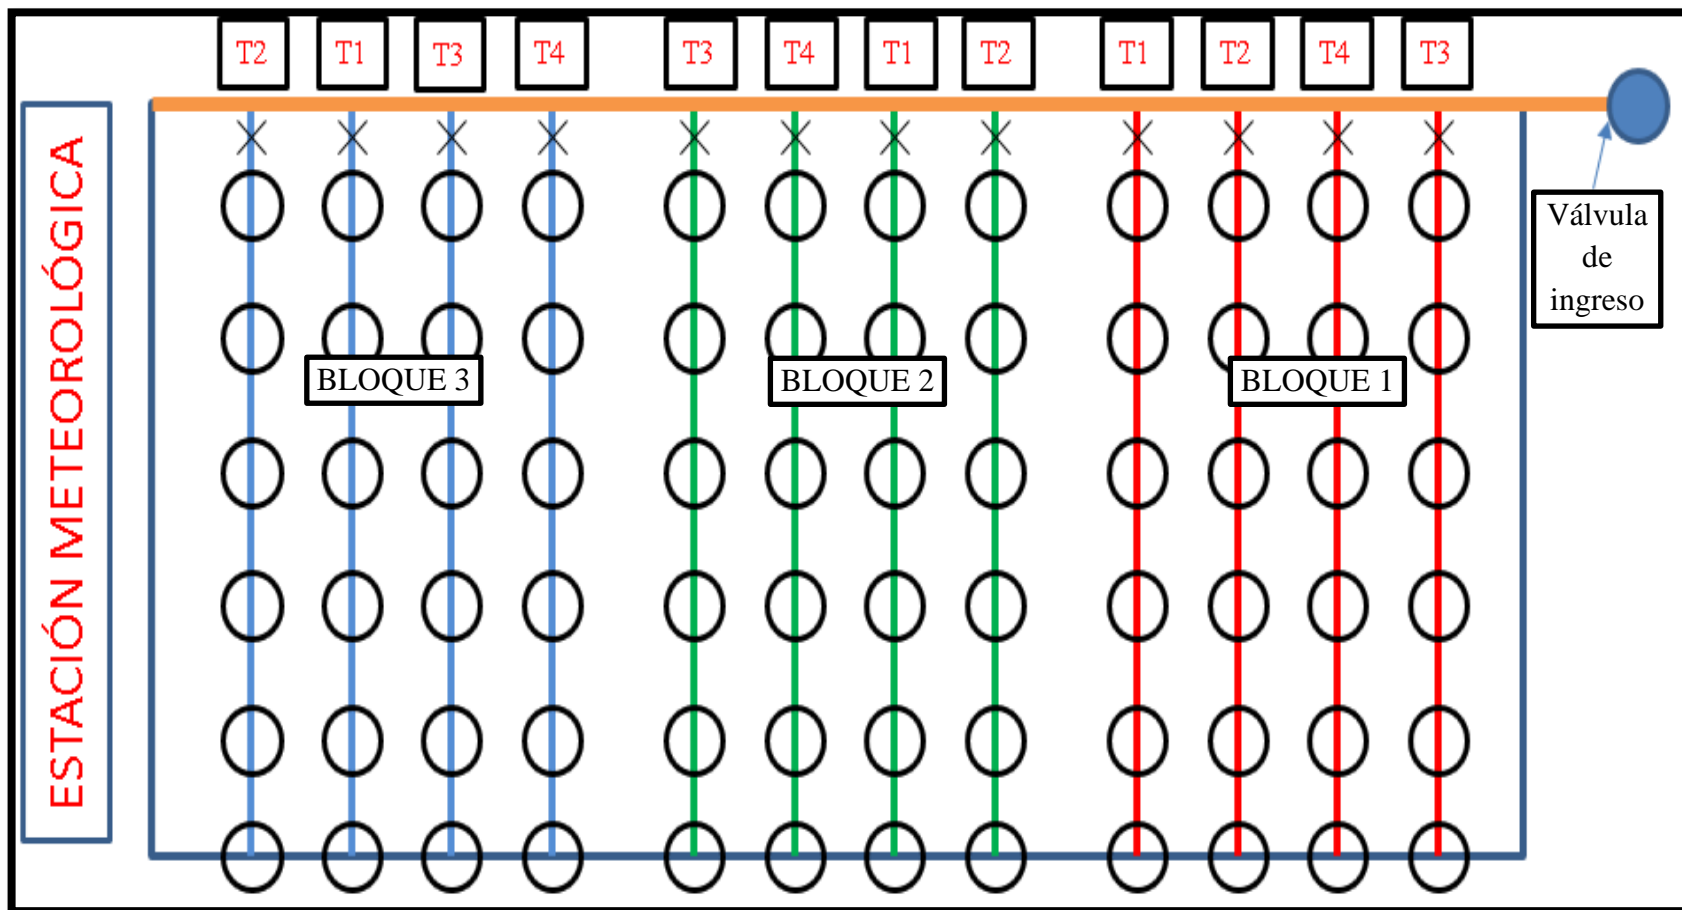 T2 T1 T3 T4 T3 T4 T1 T2 T1 T2 T4 T3
ESTACIÓN METEOROLÓGICA
Válvula
de
ingreso
BLOQUE 3
BLOQUE 2
BLOQUE 1